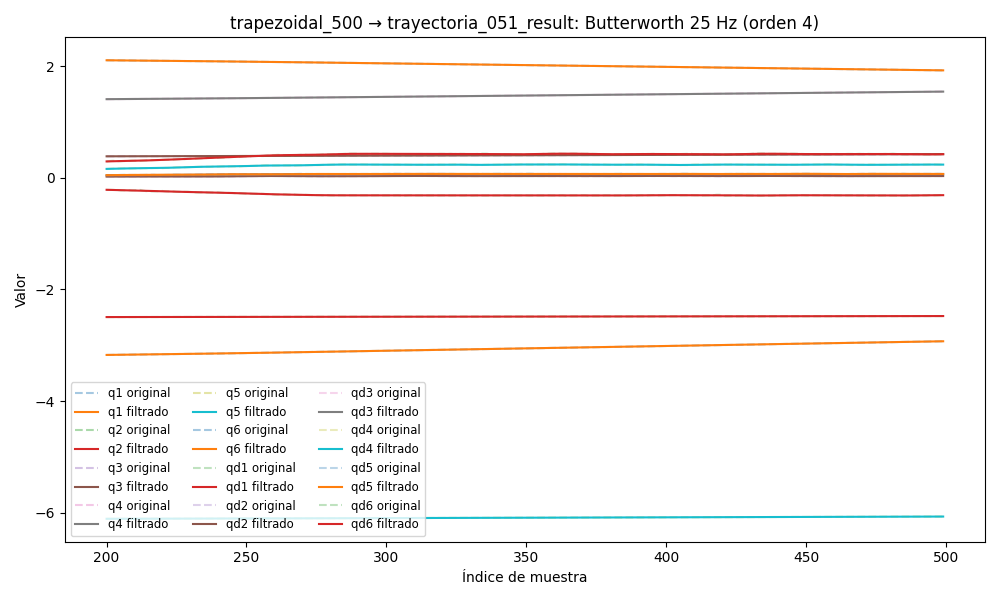 trapezoidal_500 → trayectoria_051_result: Butterworth 25 Hz (orden 4)
Valor
2
0
−2
−4
−6
q1 original
q1 filtrado
q2 original
q2 filtrado
q3 original
q3 filtrado
q4 original
q4 filtrado
q5 original
q5 filtrado
q6 original
q6 filtrado
qd1 original
qd1 filtrado
qd2 original
qd2 filtrado
qd3 original
qd3 filtrado
qd4 original
qd4 filtrado
qd5 original
qd5 filtrado
qd6 original
qd6 filtrado
200 250 300 350 400 450 500
Índice de muestra